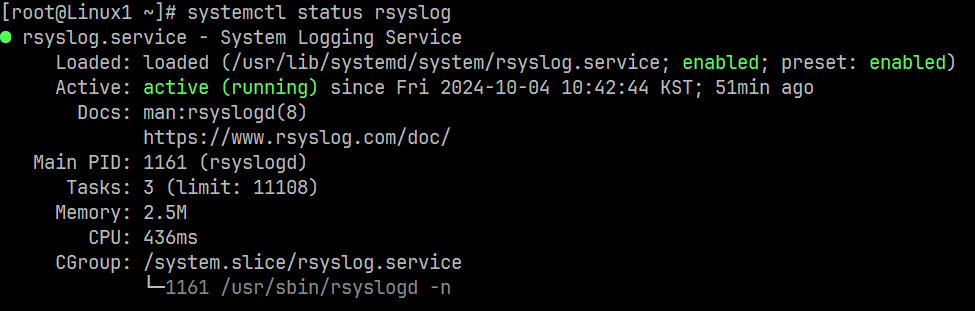 [root@Linux1 ~]# systemctl status rsyslog
● rsyslog.service - System Logging Service
     Loaded: loaded (/usr/lib/systemd/system/rsyslog.service; enabled; preset: enabled)
     Active: active (running) since Fri 2024-10-04 10:42:44 KST; 51min ago
       Docs: man:rsyslogd(8)
             https://www.rsyslog.com/doc/
   Main PID: 1161 (rsyslogd)
      Tasks: 3 (limit: 11108)
     Memory: 2.5M
        CPU: 436ms
     CGroup: /system.slice/rsyslog.service
             └─1161 /usr/sbin/rsyslogd -n